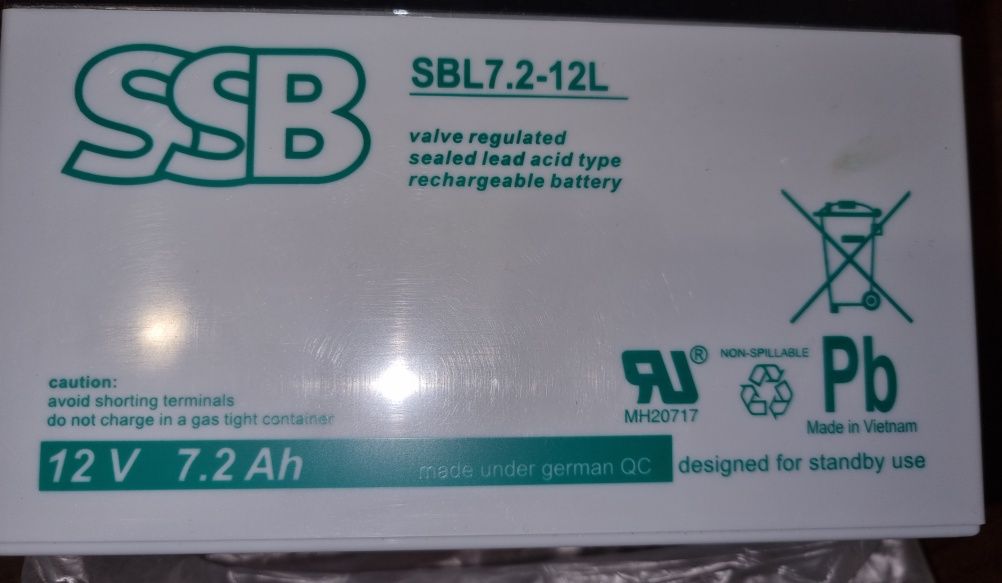 SSB
SBL7.2-12L
valve regulated
sealed lead acid type
rechargeable battery
caution:
avoid shorting terminals
do not charge in a gas tight container
RU®
MH20717
NON-SPILLABLE
Pb
Made in Vietnam
12 V 7.2 Ah
made under german QC
designed for standby use